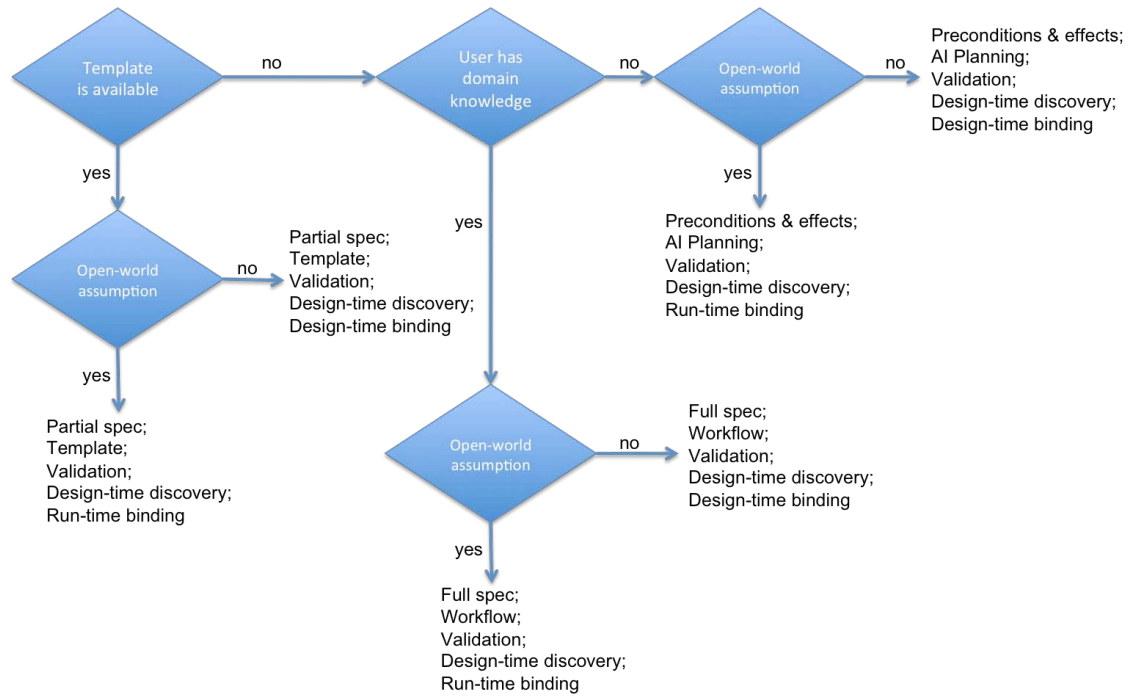 Template
is available
no
User has
domain
knowledge
no
Open-world
assumption
no
Preconditions & effects;
AI Planning;
Validation;
Design-time discovery;
Design-time binding
yes
yes
yes
Preconditions & effects;
AI Planning;
Validation;
Design-time discovery;
Run-time binding
Open-world
assumption
no
Partial spec;
Template;
Validation;
Design-time discovery;
Design-time binding
yes
Partial spec;
Template;
Validation;
Design-time discovery;
Run-time binding
Open-world
assumption
no
Full spec;
Workflow;
Validation;
Design-time discovery;
Design-time binding
yes
Full spec;
Workflow;
Validation;
Design-time discovery;
Run-time binding